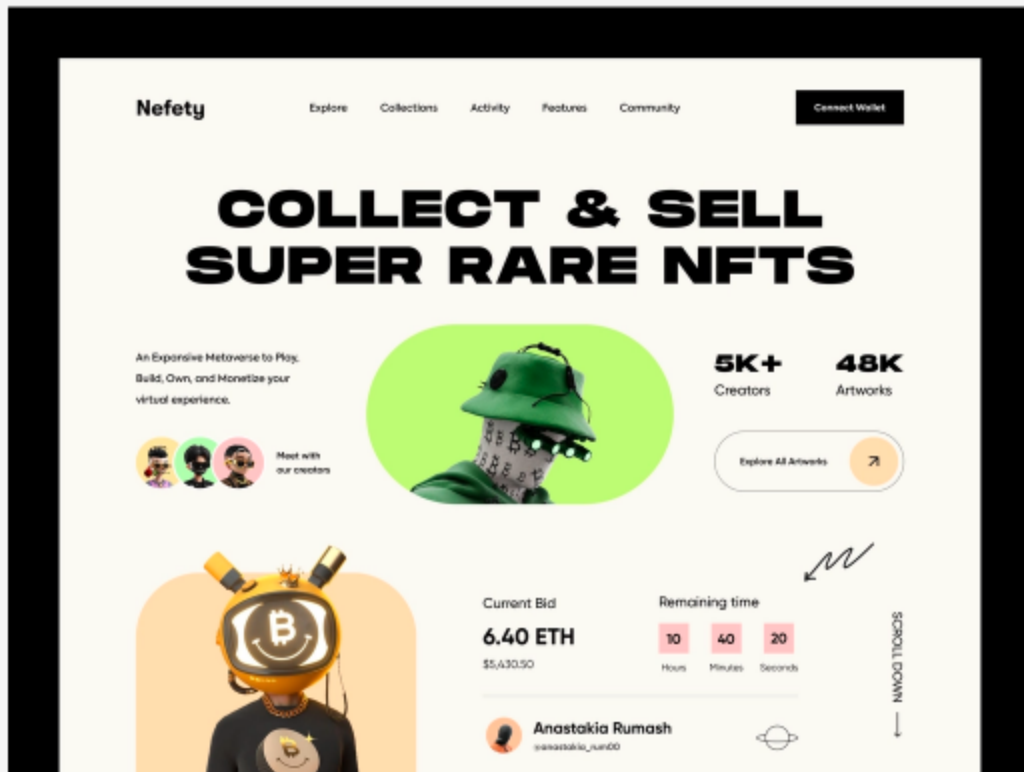 Nefety
Explore Collections Activity Features Community
Connect Wallet
COLLECT & SELL
SUPER RARE NFTS
An Expansive Metaverse to Play,
Build, Own, and Monetize your
virtual experience.
Meet with
our creators
5K+ 48K
Creators Artworks
Explore All Artworks
Current Bid
6.40 ETH
$5,430.50
Remaining time
10 40 20
Hours Minutes Seconds
SCROLL DOWN
Anastakia Rumash
@anastakia_rum00